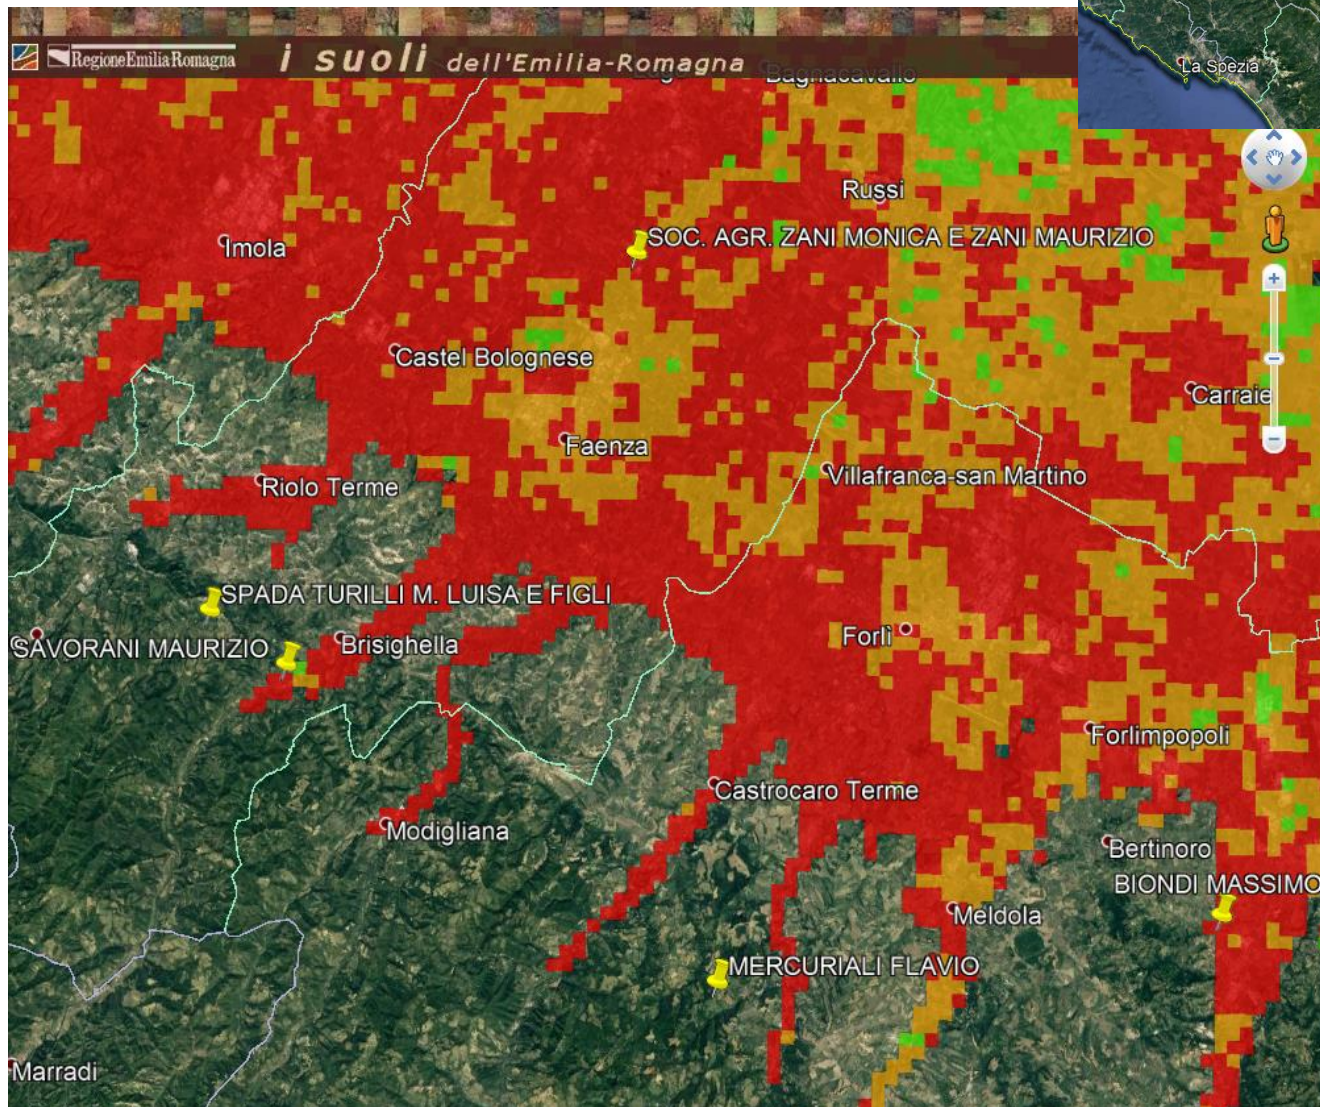 RegioneEmiliaRomagna
i suoli dell'Emilia-Romagna
La Spezia
Bagnacavallo
Russi
SOC. AGR. ZANI MONICA E ZANI MAURIZIO
Imola
Castel Bolognese
Carraie
Faenza
Villafranca-san Martino
Riolo Terme
SPADA TURILLI M. LUISA E FIGLI
SAVORANI MAURIZIO
Brisighella
Forlì
Forlimpopoli
Castrocaro Terme
Modigliana
Bertinoro
BIONDI MASSIMO
Meldola
MERCURIALI FLAVIO
Marradi